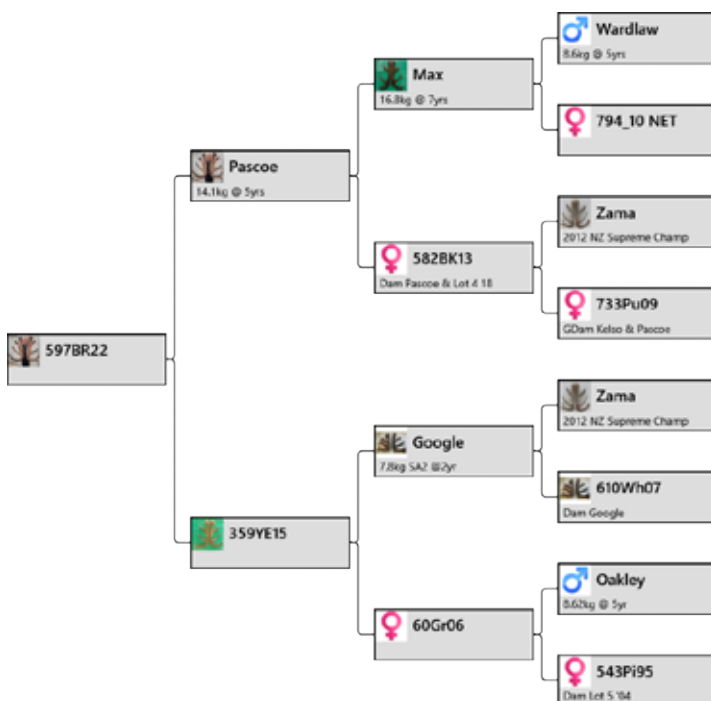 Wardlaw
8.6kg @ 5yrs
Max
16.8kg @ 7yrs
794_10 NET
Pascoe
14.1kg @ 5yrs
Zama
2012 NZ Supreme Champ
582BK13
Dam Pascoe & Lot 4 18
733Pu09
GDam Kelso & Pascoe
597BR22
Zama
2012 NZ Supreme Champ
Google
7.8kg SA2 @2yr
610Wh07
Dam Google
359YE15
Oakley
8.62kg @ 5yr
60Gr06
543Pi95
Dam Lot 5 '04